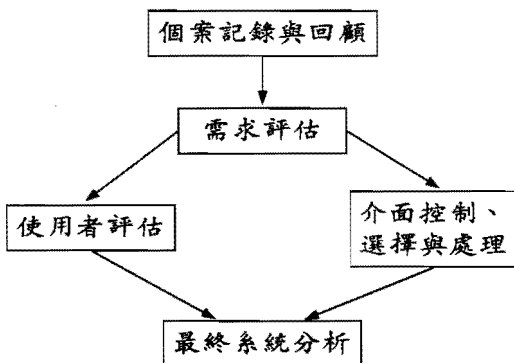 個案記錄與回顧
需求評估
使用者評估
介面控制、
選擇與處理
最終系統分析